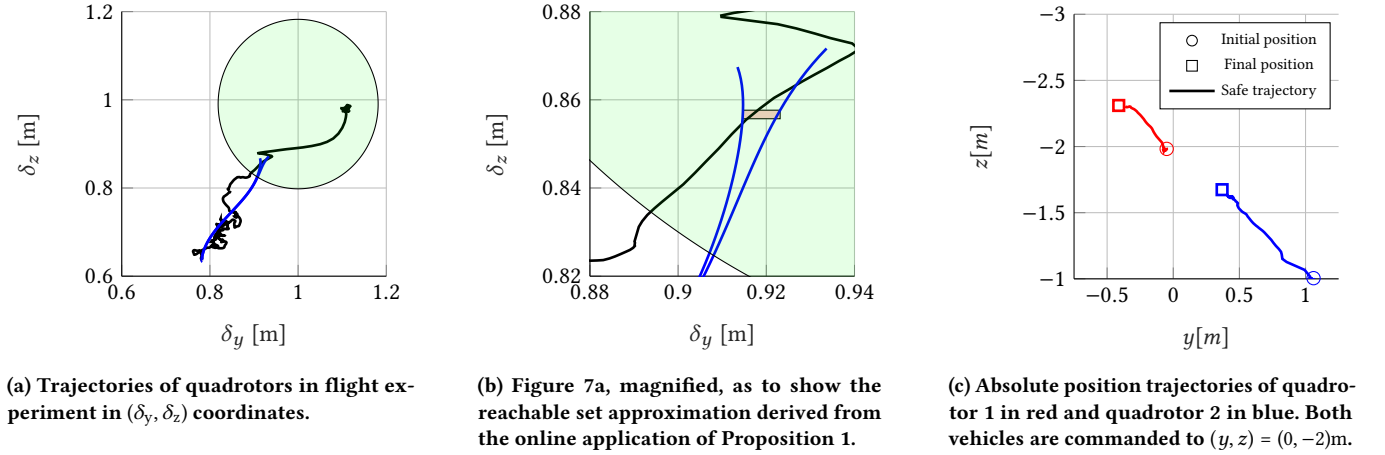 1.2
1
0.8
0.6
0.6
0.8
1
1.2
δz [m]
δy [m]
0.88
0.86
0.84
0.82
0.88
0.9
0.92
0.94
δz [m]
δy [m]
−3
−2.5
−2
−1.5
−1
−0.5
0
0.5
1
z[m]
y[m]
Initial position
Final position
Safe trajectory
(a) Trajectories of quadrotors in flight ex-
periment in (δy, δz) coordinates.
(b) Figure 7a, magnified, as to show the
reachable set approximation derived from
the online application of Proposition 1.
(c) Absolute position trajectories of quadro-
tor 1 in red and quadrotor 2 in blue. Both
vehicles are commanded to (y, z) = (0, −2)m.